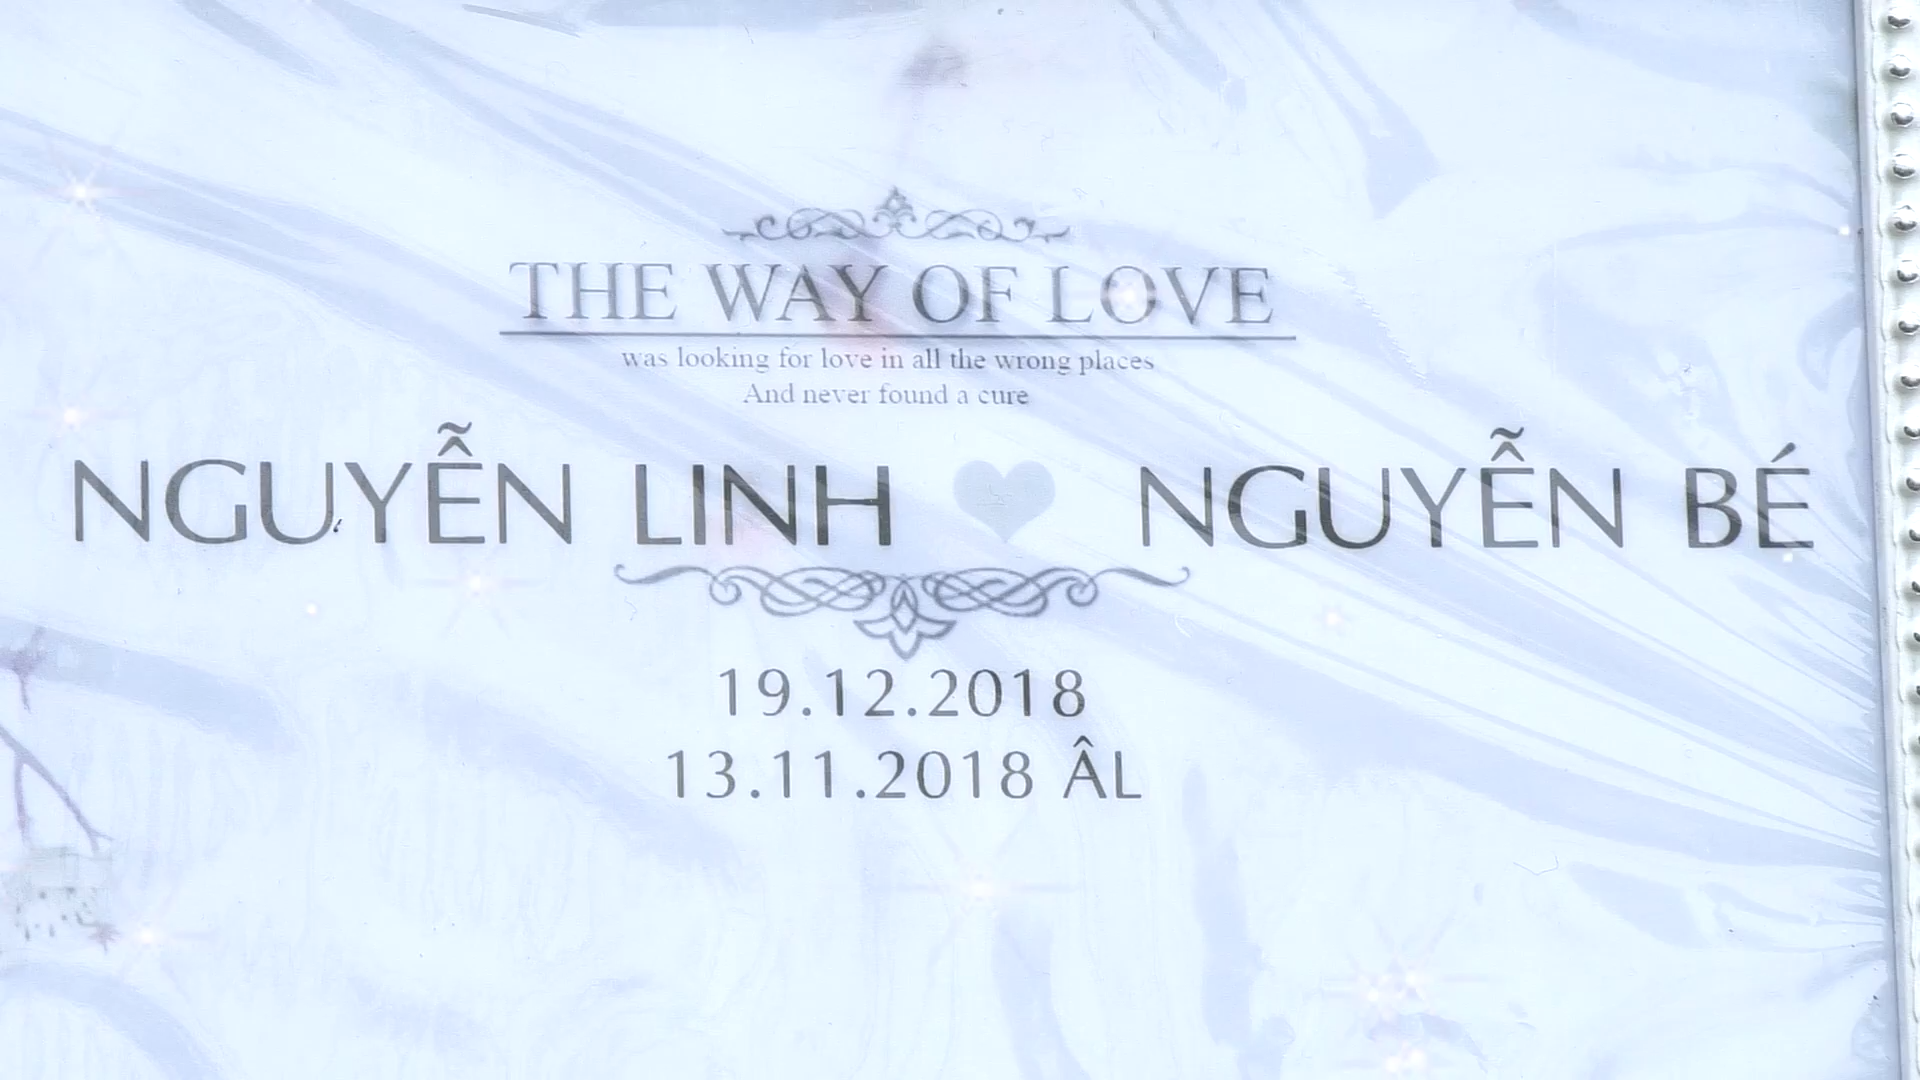 THE WAY OF LOVE
was looking for love in all the wrong places
And never found a cure
NGUYỄN LINH NGUYỄN BÉ
19.12.2018
13.11.2018 ÂL